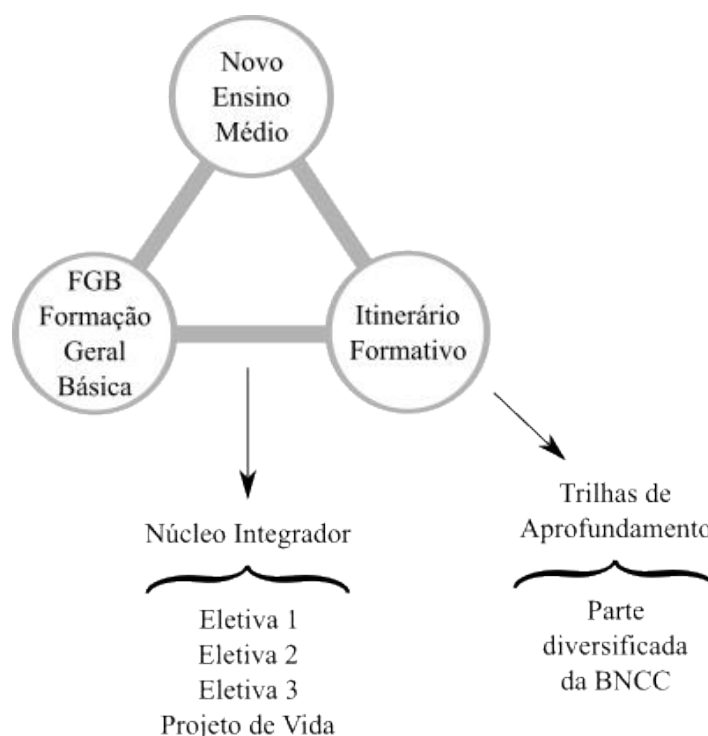 Novo
Ensino
Médio
FGB
Formação
Geral
Básica
Itinerário
Formativo
Núcleo Integrador
Eletiva 1
Eletiva 2
Eletiva 3
Projeto de Vida
Trilhas de
Aprofundamento
Parte
diversificada
da BNCC